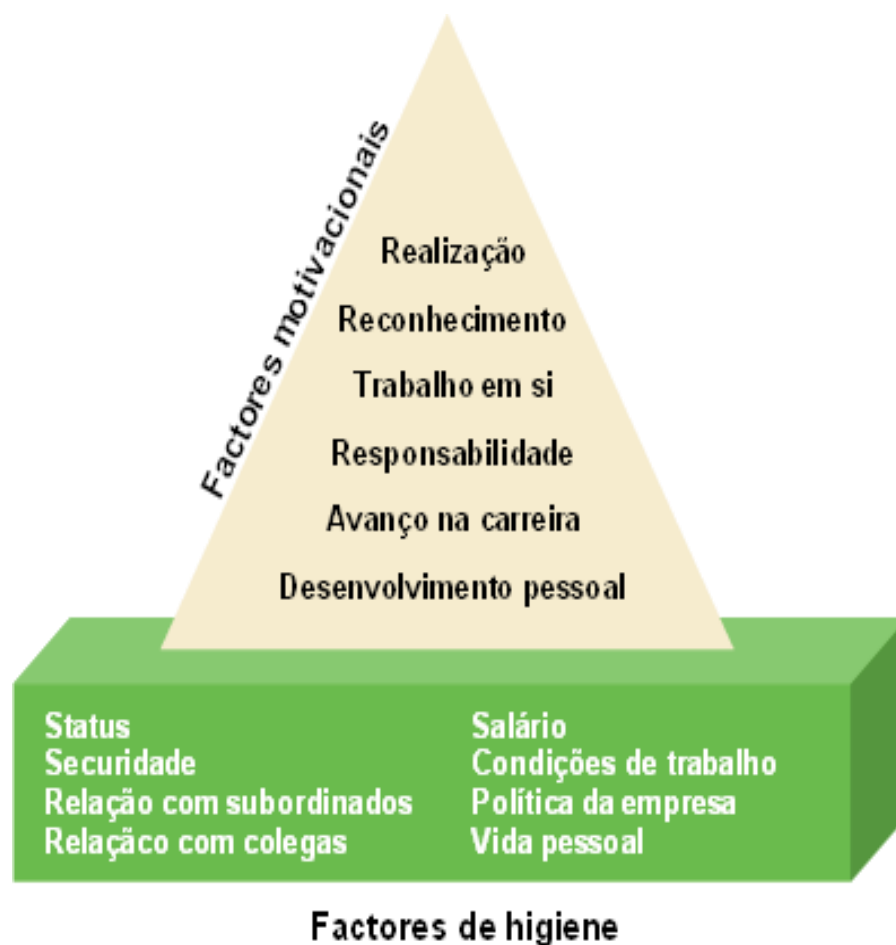 Factores motivacionais
Realização
Reconhecimento
Trabalho em si
Responsabilidade
Avanço na carreira
Desenvolvimento pessoal
Status
Securidade
Relação com subordinados
Relaçãco com colegas
Salário
Condições de trabalho
Política da empresa
Vida pessoal
Factores de higiene